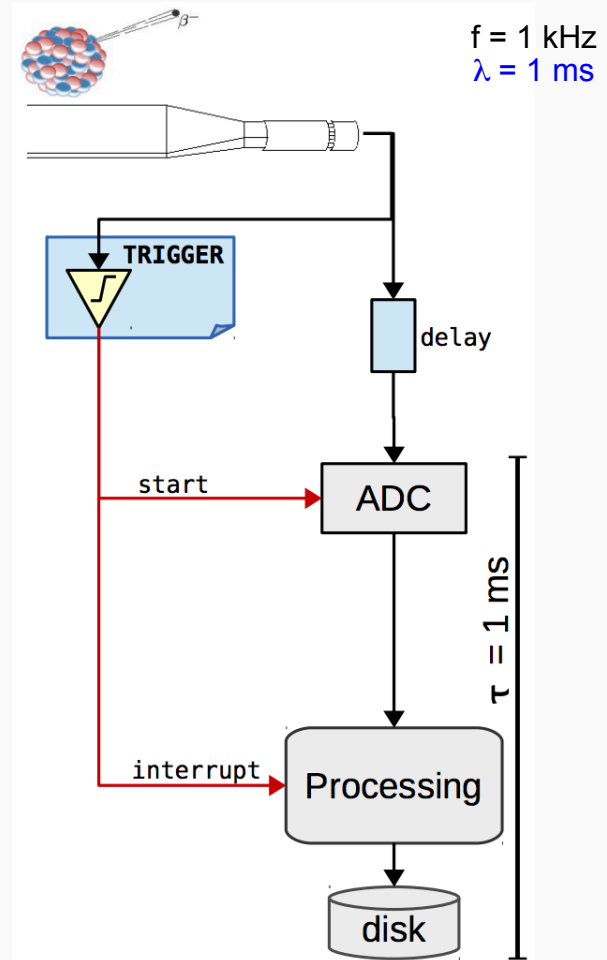 β⁻
f = 1 kHz
λ = 1 ms
TRIGGER
delay
start
ADC
τ = 1 ms
interrupt
Processing
disk